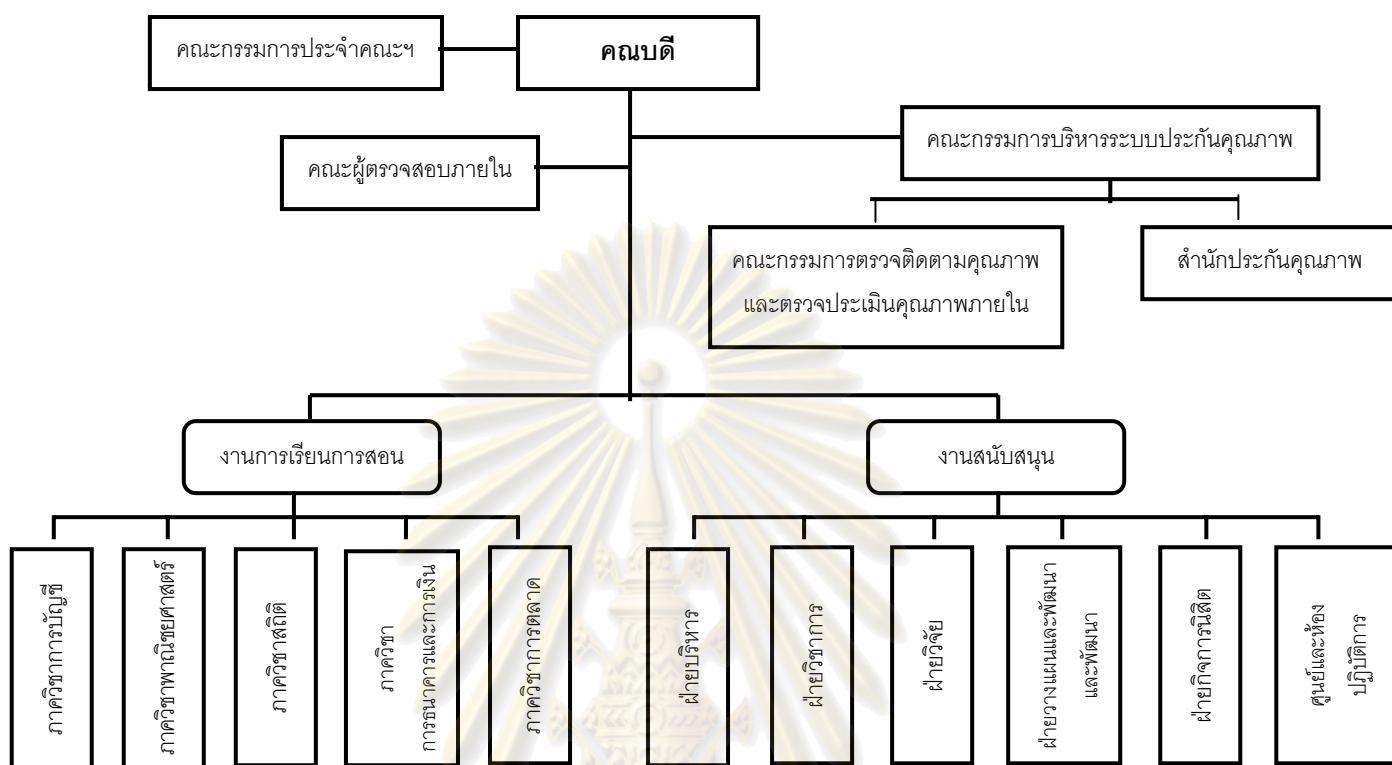 คณะกรรมการประจำคณะฯ
คณบดี
คณะกรรมการบริหารระบบประกันคุณภาพ
คณะผู้ตรวจสอบภายใน
คณะกรรมการตรวจติดตามคุณภาพ
และตรวจประเมินคุณภาพภายใน
สำนักประกันคุณภาพ
งานการเรียนการสอน
งานสนับสนุน
ภาควิชาการบัญชี
ภาควิชาพาณิชยศาสตร์
ภาควิชาสถิติ
ภาควิชา
การธนาคารและการเงิน
ภาควิชาการตลาด
ฝ่ายบริหาร
ฝ่ายวิชาการ
ฝ่ายวิจัย
ฝ่ายวางแผนและพัฒนา
และพัฒนา
ฝ่ายกิจการนิสิต
ศูนย์และห้อง
ปฏิบัติการ